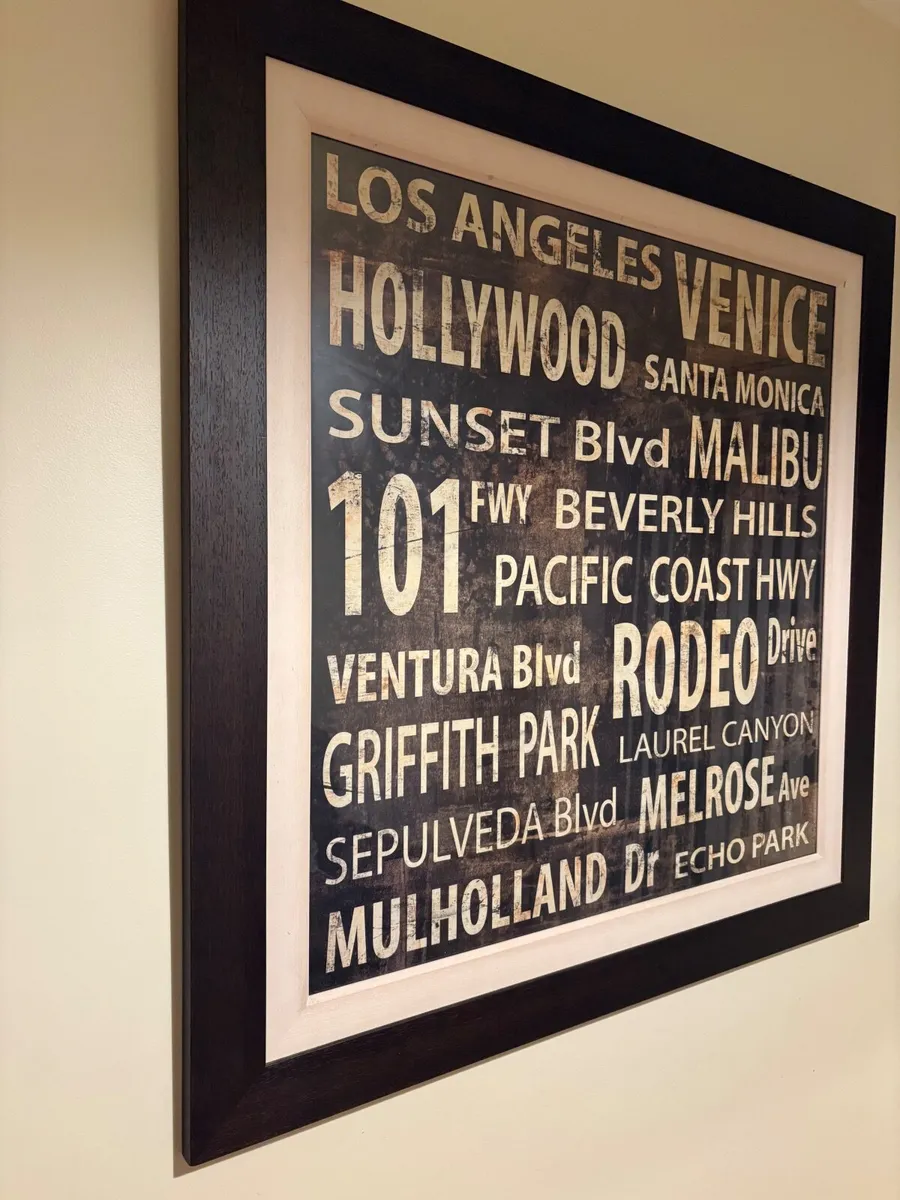 LOS ANGELES VENICE
HOLLYWOOD SANTA MONICA
SUNSET Blvd MALIBU
101 FWY BEVERLY HILLS
PACIFIC COAST HWY
VENTURA Blvd RODEO Drive
GRIFFITH PARK LAUREL CANYON
SEPULVEDA Blvd MELROSE Ave
MULHOLLAND Dr ECHO PARK